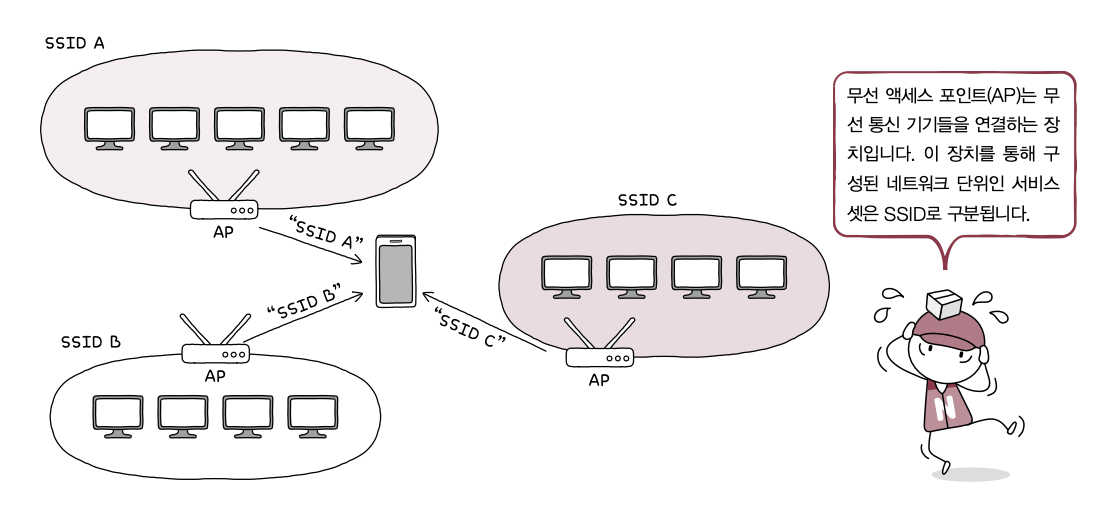 SSID A
AP
“SSID A”
SSID B
AP
“SSID B”
SSID C
AP
“SSID C”
무선 액세스 포인트(AP)는 무
선 통신 기기들을 연결하는 장
치입니다. 이 장치를 통해 구
성된 네트워크 단위인 서비스
셋은 SSID로 구분됩니다.
N